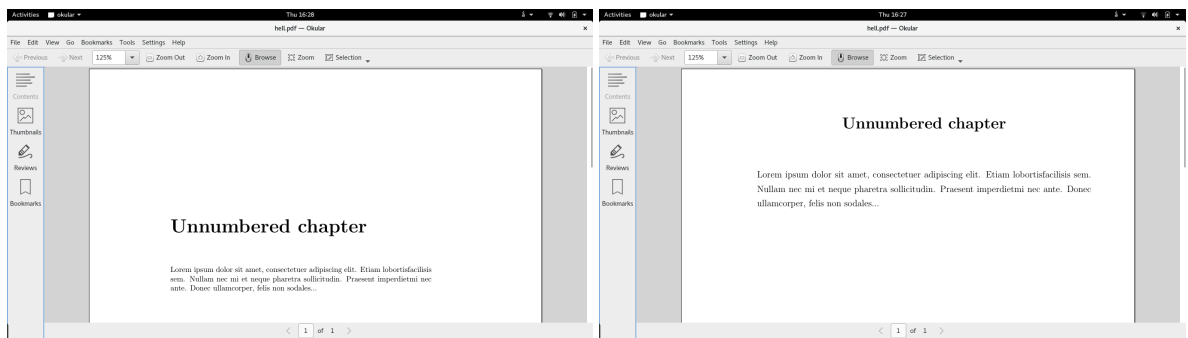 Activities okular ▾ Thu 16:28
hell.pdf — Okular ×
File Edit View Go Bookmarks Tools Settings Help
Previous Next 125% Zoom Out Zoom In Browse Zoom Selection
Contents
Thumbnails
Reviews
Bookmarks
Unnumbered chapter
Lorem ipsum dolor sit amet, consectetuer adipiscing elit. Etiam lobortisfacilisis
sem. Nullam nec mi et neque pharetra sollicitudin. Praesent imperdietmi nec
ante. Donec ullamcorper, felis non sodales...
1 of 1
Activities okular ▾ Thu 16:27
hell.pdf — Okular ×
File Edit View Go Bookmarks Tools Settings Help
Previous Next 125% Zoom Out Zoom In Browse Zoom Selection
Contents
Thumbnails
Reviews
Bookmarks
Unnumbered chapter
Lorem ipsum dolor sit amet, consectetuer adipiscing elit. Etiam lobortisfacilisis sem.
Nullam nec mi et neque pharetra sollicitudin. Praesent imperdietmi nec ante. Donec
ullamcorper, felis non sodales...
1 of 1